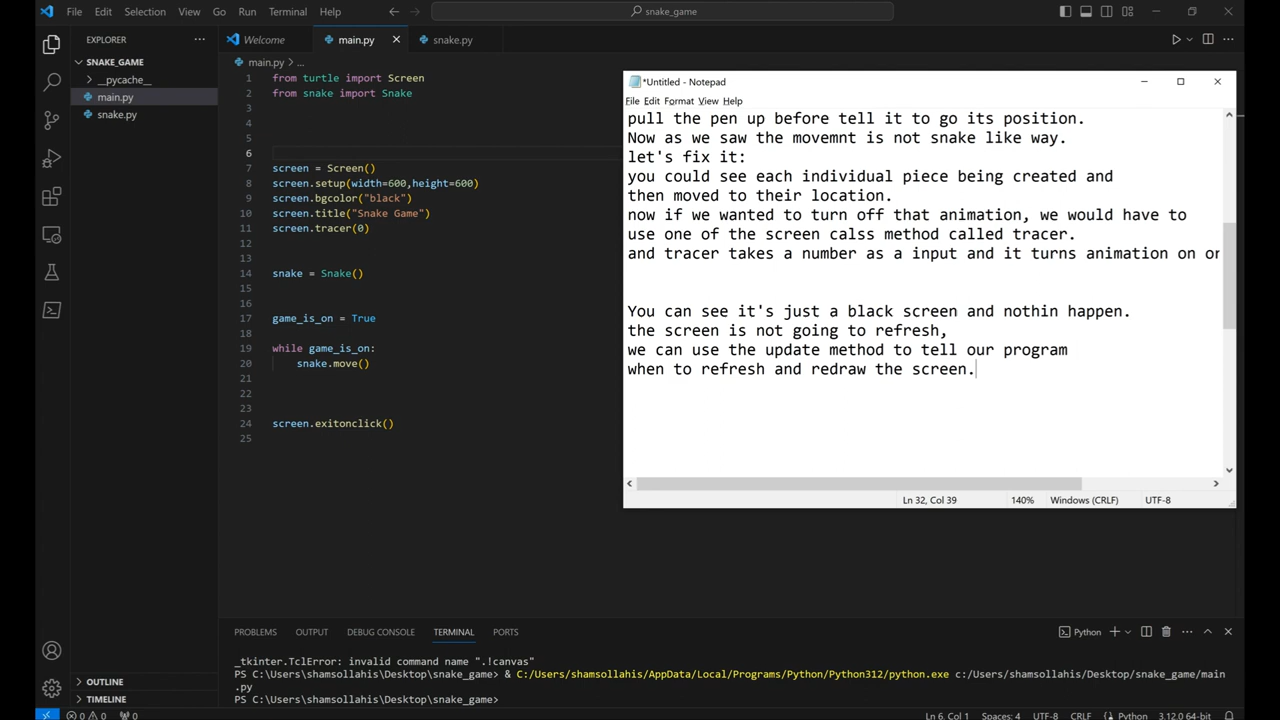 File Edit Selection View Go Run Terminal Help
snake_game
EXPLORER
Welcome
main.py
snake.py
SNAKE_GAME
__pycache__
main.py
snake.py
main.py > ...
1 from turtle import Screen
2 from snake import Snake
3
4
5
6
7 screen = Screen()
8 screen.setup(width=600,height=600)
9 screen.bgcolor("black")
10 screen.title("Snake Game")
11 screen.tracer(0)
12
13
14 snake = Snake()
15
16
17 game_is_on = True
18
19 while game_is_on:
20 snake.move()
21
22
23
24 screen.exitonclick()
25
*Untitled - Notepad
File Edit Format View Help
pull the pen up before tell it to go its position.
Now as we saw the movemnt is not snake like way.
let's fix it:
you could see each individual piece being created and
then moved to their location.
now if we wanted to turn off that animation, we would have to
use one of the screen calss method called tracer.
and tracer takes a number as a input and it turns animation on or
You can see it's just a black screen and nothin happen.
the screen is not going to refresh,
we can use the update method to tell our program
when to refresh and redraw the screen.
Ln 32, Col 39 140% Windows (CRLF) UTF-8
PROBLEMS OUTPUT DEBUG CONSOLE TERMINAL PORTS
Python
_tkinter.TclError: invalid command name ".!canvas"
PS C:\Users\shamsollahis\Desktop\snake_game> & C:/Users/shamsollahis/AppData/Local/Programs/Python/Python312/python.exe c:/Users/shamsollahis/Desktop/snake_game/main
.py
PS C:\Users\shamsollahis\Desktop\snake_game>
OUTLINE
TIMELINE
0 0 0 Ln 6, Col 1 Spaces: 4 UTF-8 CRLF Python 3.12.0 64-bit